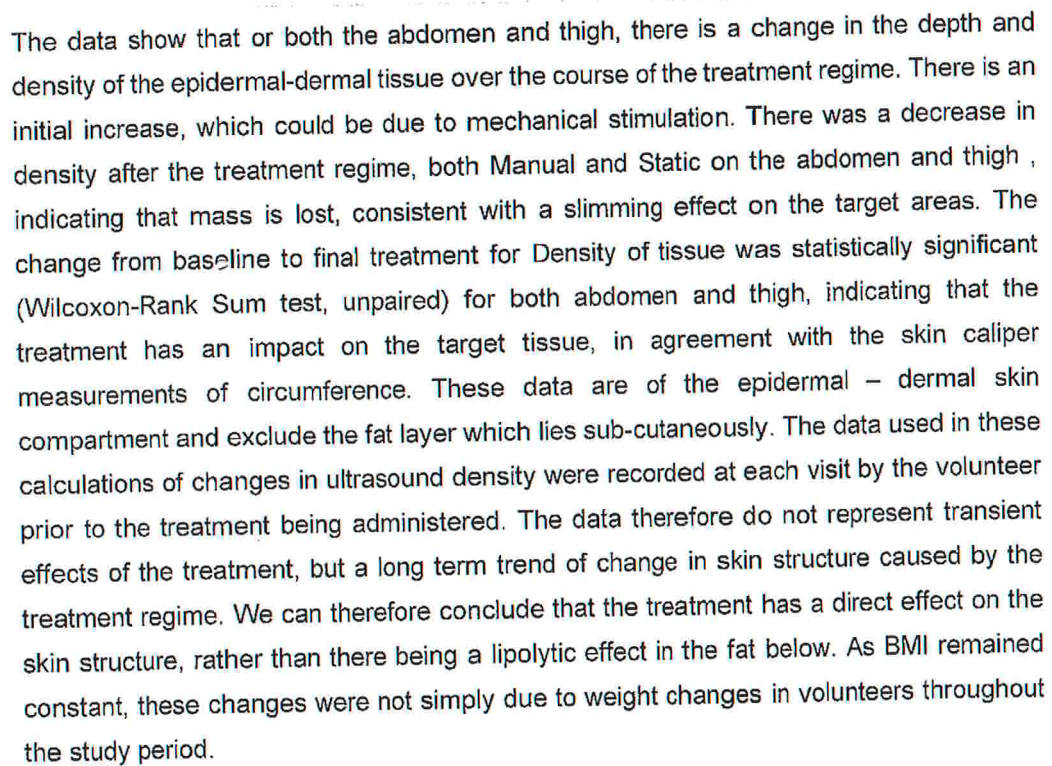 The data show that or both the abdomen and thigh, there is a change in the depth and
density of the epidermal-dermal tissue over the course of the treatment regime. There is an
initial increase, which could be due to mechanical stimulation. There was a decrease in
density after the treatment regime, both Manual and Static on the abdomen and thigh ,
indicating that mass is lost, consistent with a slimming effect on the target areas. The
change from baseline to final treatment for Density of tissue was statistically significant
(Wilcoxon-Rank Sum test, unpaired) for both abdomen and thigh, indicating that the
treatment has an impact on the target tissue, in agreement with the skin caliper
measurements of circumference. These data are of the epidermal – dermal skin
compartment and exclude the fat layer which lies sub-cutaneously. The data used in these
calculations of changes in ultrasound density were recorded at each visit by the volunteer
prior to the treatment being administered. The data therefore do not represent transient
effects of the treatment, but a long term trend of change in skin structure caused by the
treatment regime. We can therefore conclude that the treatment has a direct effect on the
skin structure, rather than there being a lipolytic effect in the fat below. As BMI remained
constant, these changes were not simply due to weight changes in volunteers throughout
the study period.